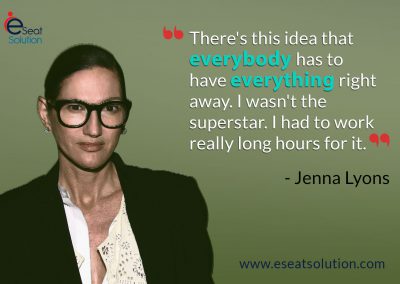 eSeat
Solution
❝ There's this idea that
everybody has to
have everything right
away. I wasn't the
superstar. I had to work
really long hours for it. ❞
- Jenna Lyons
www.eseatsolution.com